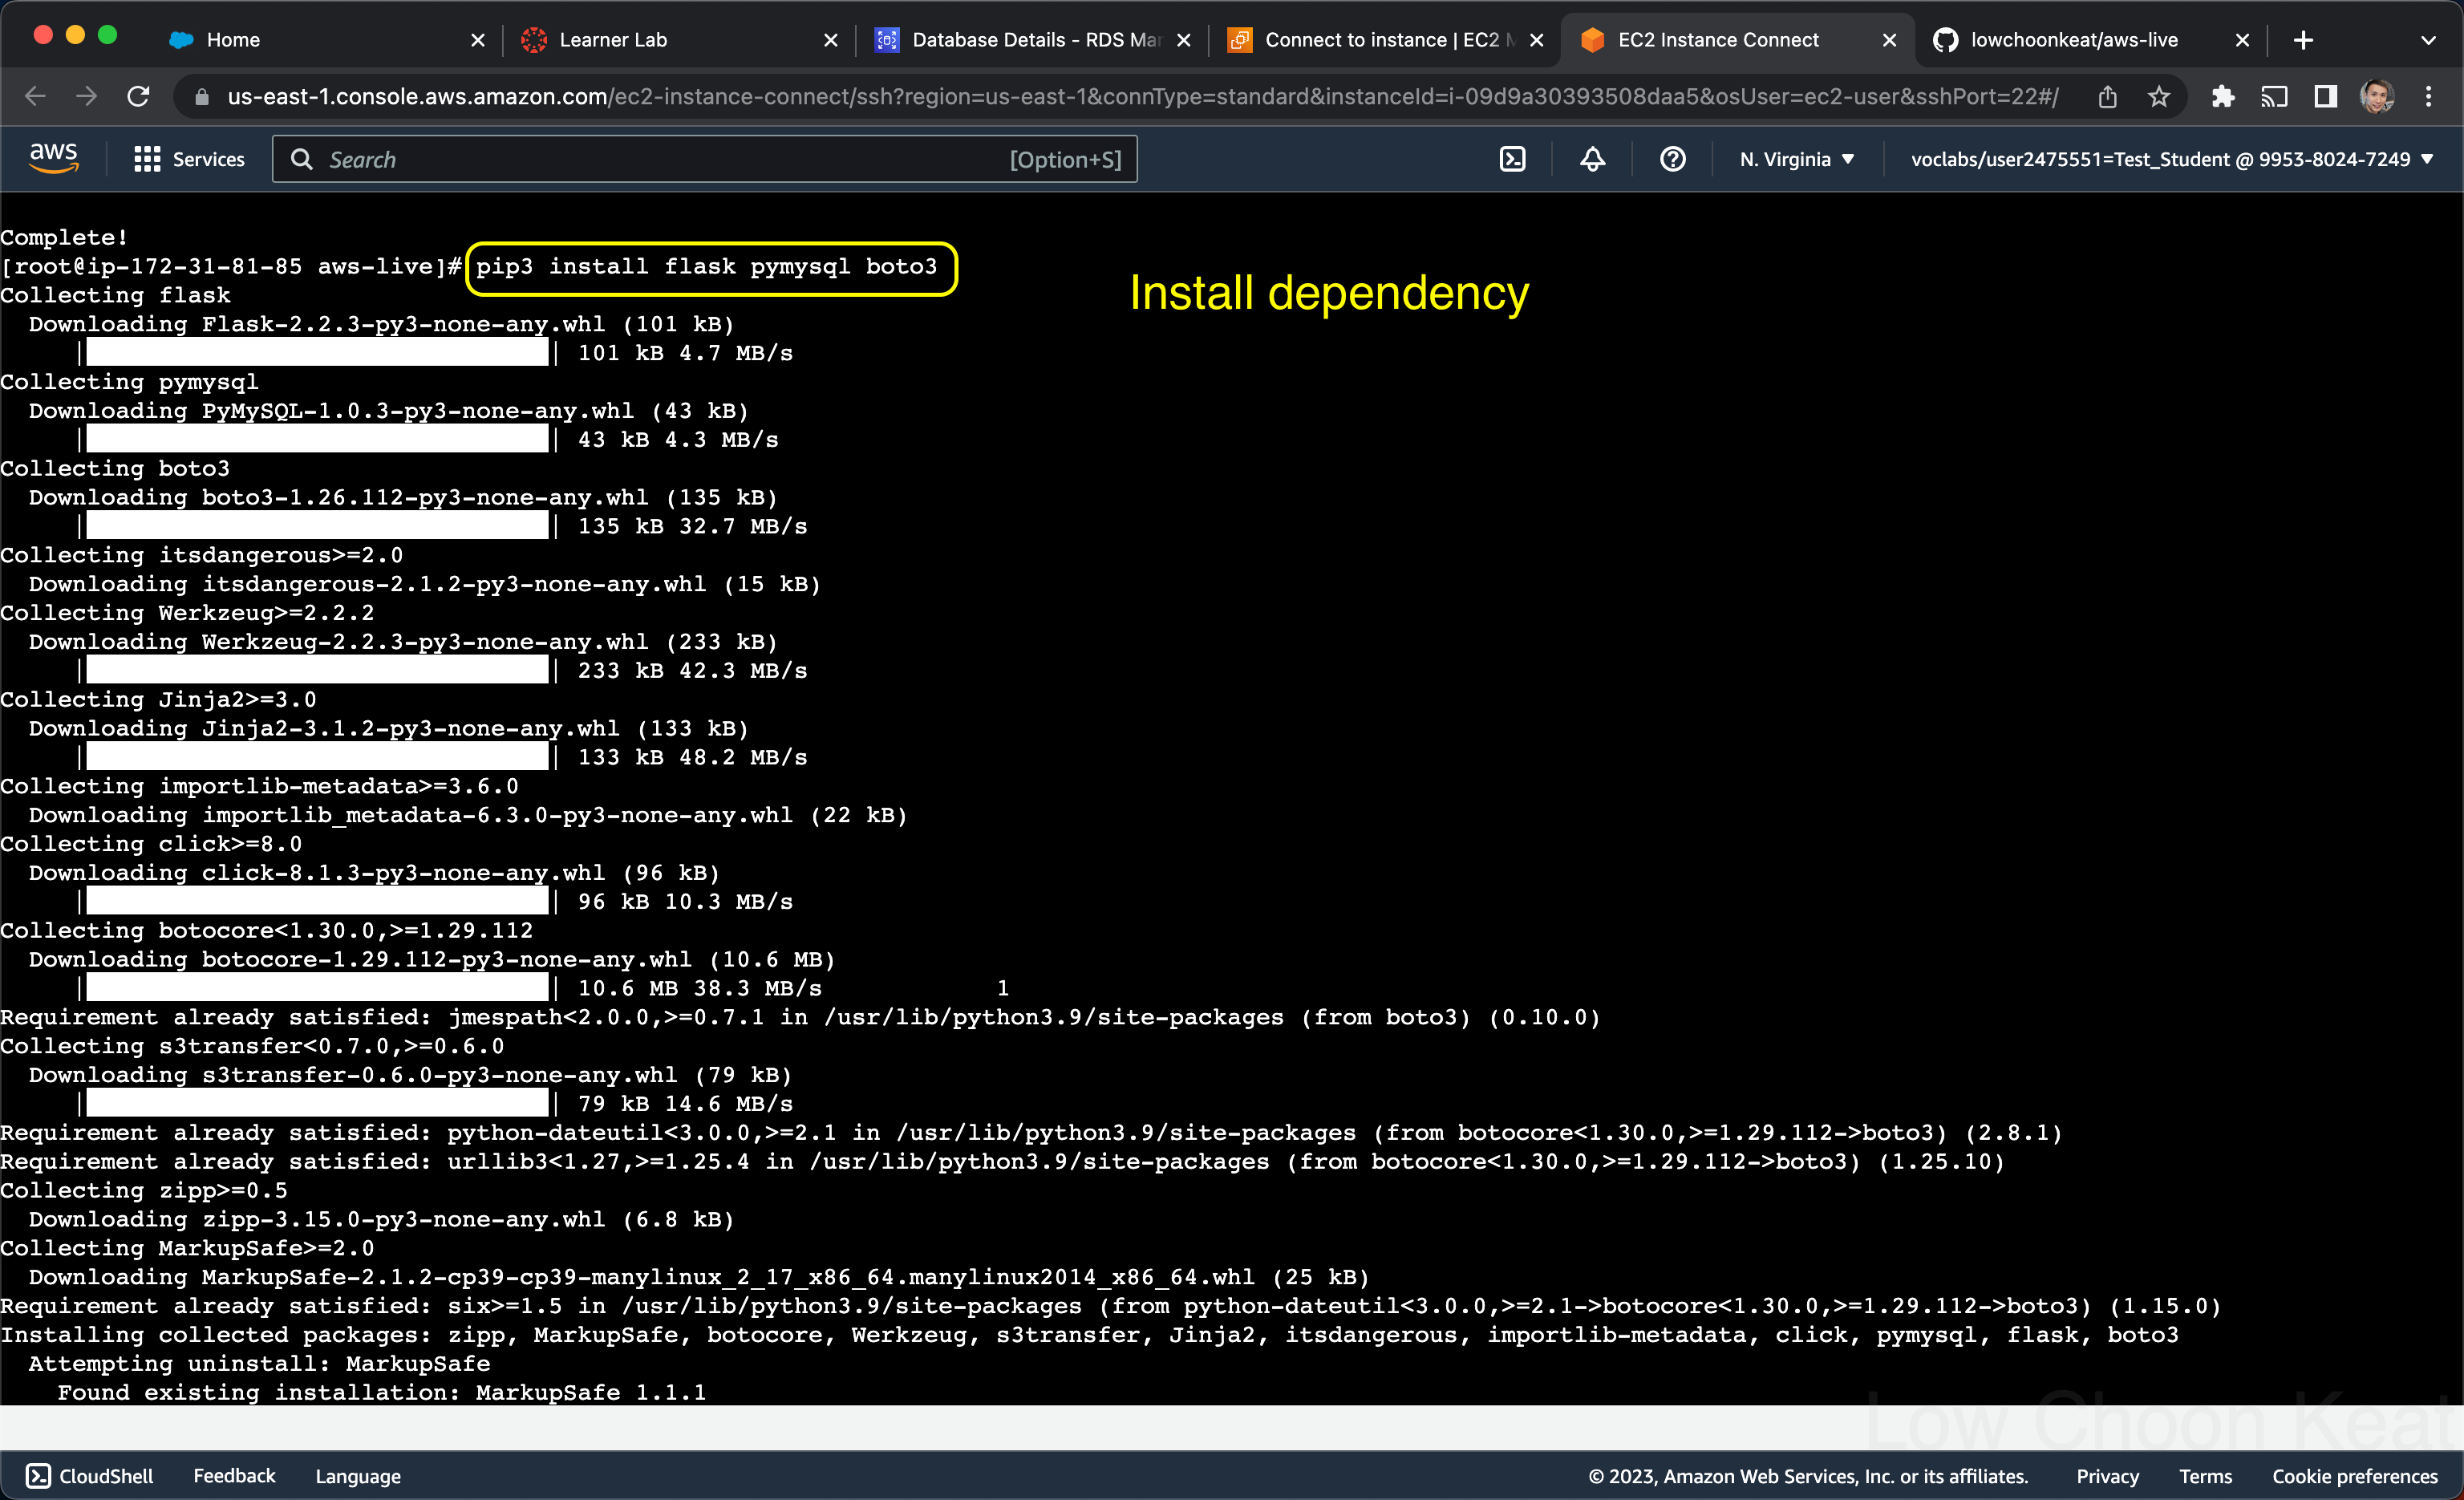 Home
Learner Lab
Database Details - RDS Mar
Connect to instance | EC2 M
EC2 Instance Connect
lowchoonkeat/aws-live
us-east-1.console.aws.amazon.com/ec2-instance-connect/ssh?region=us-east-1&connType=standard&instanceId=i-09d9a30393508daa5&osUser=ec2-user&sshPort=22#/
aws
Services
Search
[Option+S]
N. Virginia
voclabs/user2475551=Test_Student @ 9953-8024-7249
Complete!
[root@ip-172-31-81-85 aws-live]# pip3 install flask pymysql boto3
Install dependency
Collecting flask
  Downloading Flask-2.2.3-py3-none-any.whl (101 kB)
| | 101 kB 4.7 MB/s
Collecting pymysql
  Downloading PyMySQL-1.0.3-py3-none-any.whl (43 kB)
| | 43 kB 4.3 MB/s
Collecting boto3
  Downloading boto3-1.26.112-py3-none-any.whl (135 kB)
| | 135 kB 32.7 MB/s
Collecting itsdangerous>=2.0
  Downloading itsdangerous-2.1.2-py3-none-any.whl (15 kB)
Collecting Werkzeug>=2.2.2
  Downloading Werkzeug-2.2.3-py3-none-any.whl (233 kB)
| | 233 kB 42.3 MB/s
Collecting Jinja2>=3.0
  Downloading Jinja2-3.1.2-py3-none-any.whl (133 kB)
| | 133 kB 48.2 MB/s
Collecting importlib-metadata>=3.6.0
  Downloading importlib_metadata-6.3.0-py3-none-any.whl (22 kB)
Collecting click>=8.0
  Downloading click-8.1.3-py3-none-any.whl (96 kB)
| | 96 kB 10.3 MB/s
Collecting botocore<1.30.0,>=1.29.112
  Downloading botocore-1.29.112-py3-none-any.whl (10.6 MB)
| | 10.6 MB 38.3 MB/s 1
Requirement already satisfied: jmespath<2.0.0,>=0.7.1 in /usr/lib/python3.9/site-packages (from boto3) (0.10.0)
Collecting s3transfer<0.7.0,>=0.6.0
  Downloading s3transfer-0.6.0-py3-none-any.whl (79 kB)
| | 79 kB 14.6 MB/s
Requirement already satisfied: python-dateutil<3.0.0,>=2.1 in /usr/lib/python3.9/site-packages (from botocore<1.30.0,>=1.29.112->boto3) (2.8.1)
Requirement already satisfied: urllib3<1.27,>=1.25.4 in /usr/lib/python3.9/site-packages (from botocore<1.30.0,>=1.29.112->boto3) (1.25.10)
Collecting zipp>=0.5
  Downloading zipp-3.15.0-py3-none-any.whl (6.8 kB)
Collecting MarkupSafe>=2.0
  Downloading MarkupSafe-2.1.2-cp39-cp39-manylinux_2_17_x86_64.manylinux2014_x86_64.whl (25 kB)
Requirement already satisfied: six>=1.5 in /usr/lib/python3.9/site-packages (from python-dateutil<3.0.0,>=2.1->botocore<1.30.0,>=1.29.112->boto3) (1.15.0)
Installing collected packages: zipp, MarkupSafe, botocore, Werkzeug, s3transfer, Jinja2, itsdangerous, importlib-metadata, click, pymysql, flask, boto3
  Attempting uninstall: MarkupSafe
    Found existing installation: MarkupSafe 1.1.1
Low Choon Keat
CloudShell
Feedback
Language
© 2023, Amazon Web Services, Inc. or its affiliates.
Privacy
Terms
Cookie preferences